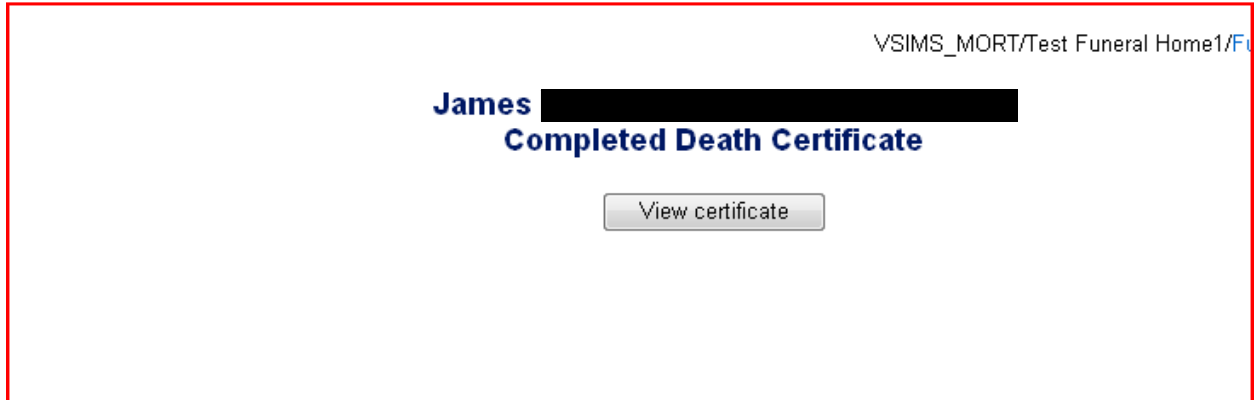 VSIMS_MORT/Test Funeral Home1/
James
Completed Death Certificate
View certificate